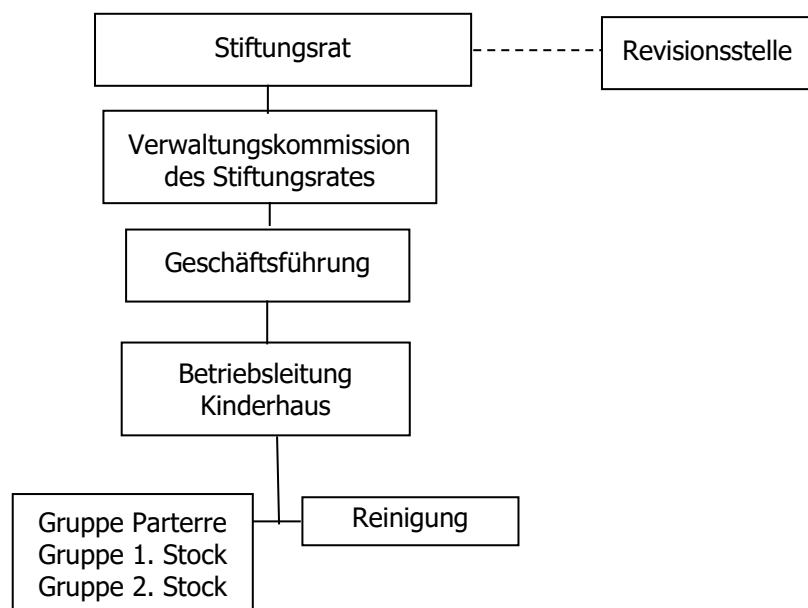 Stiftungsrat
Revisionsstelle
Verwaltungskommission
des Stiftungsrates
Geschäftsführung
Betriebsleitung
Kinderhaus
Gruppe Parterre
Gruppe 1. Stock
Gruppe 2. Stock
Reinigung